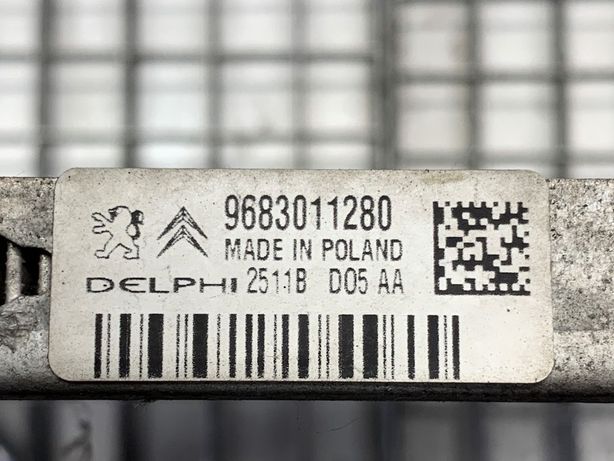 9683011280
MADE IN POLAND
DELPHI 2511B D05 AA